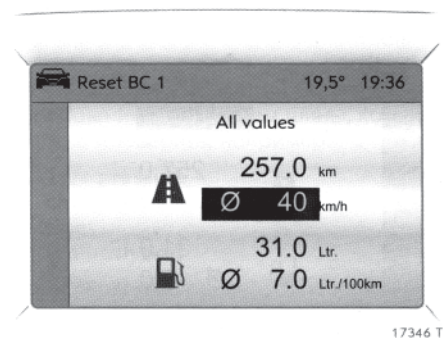 Reset BC 1 19,5° 19:36
All values
257.0 km
Ø 40 km/h
31.0 Ltr.
Ø 7.0 Ltr./100km
17346 T